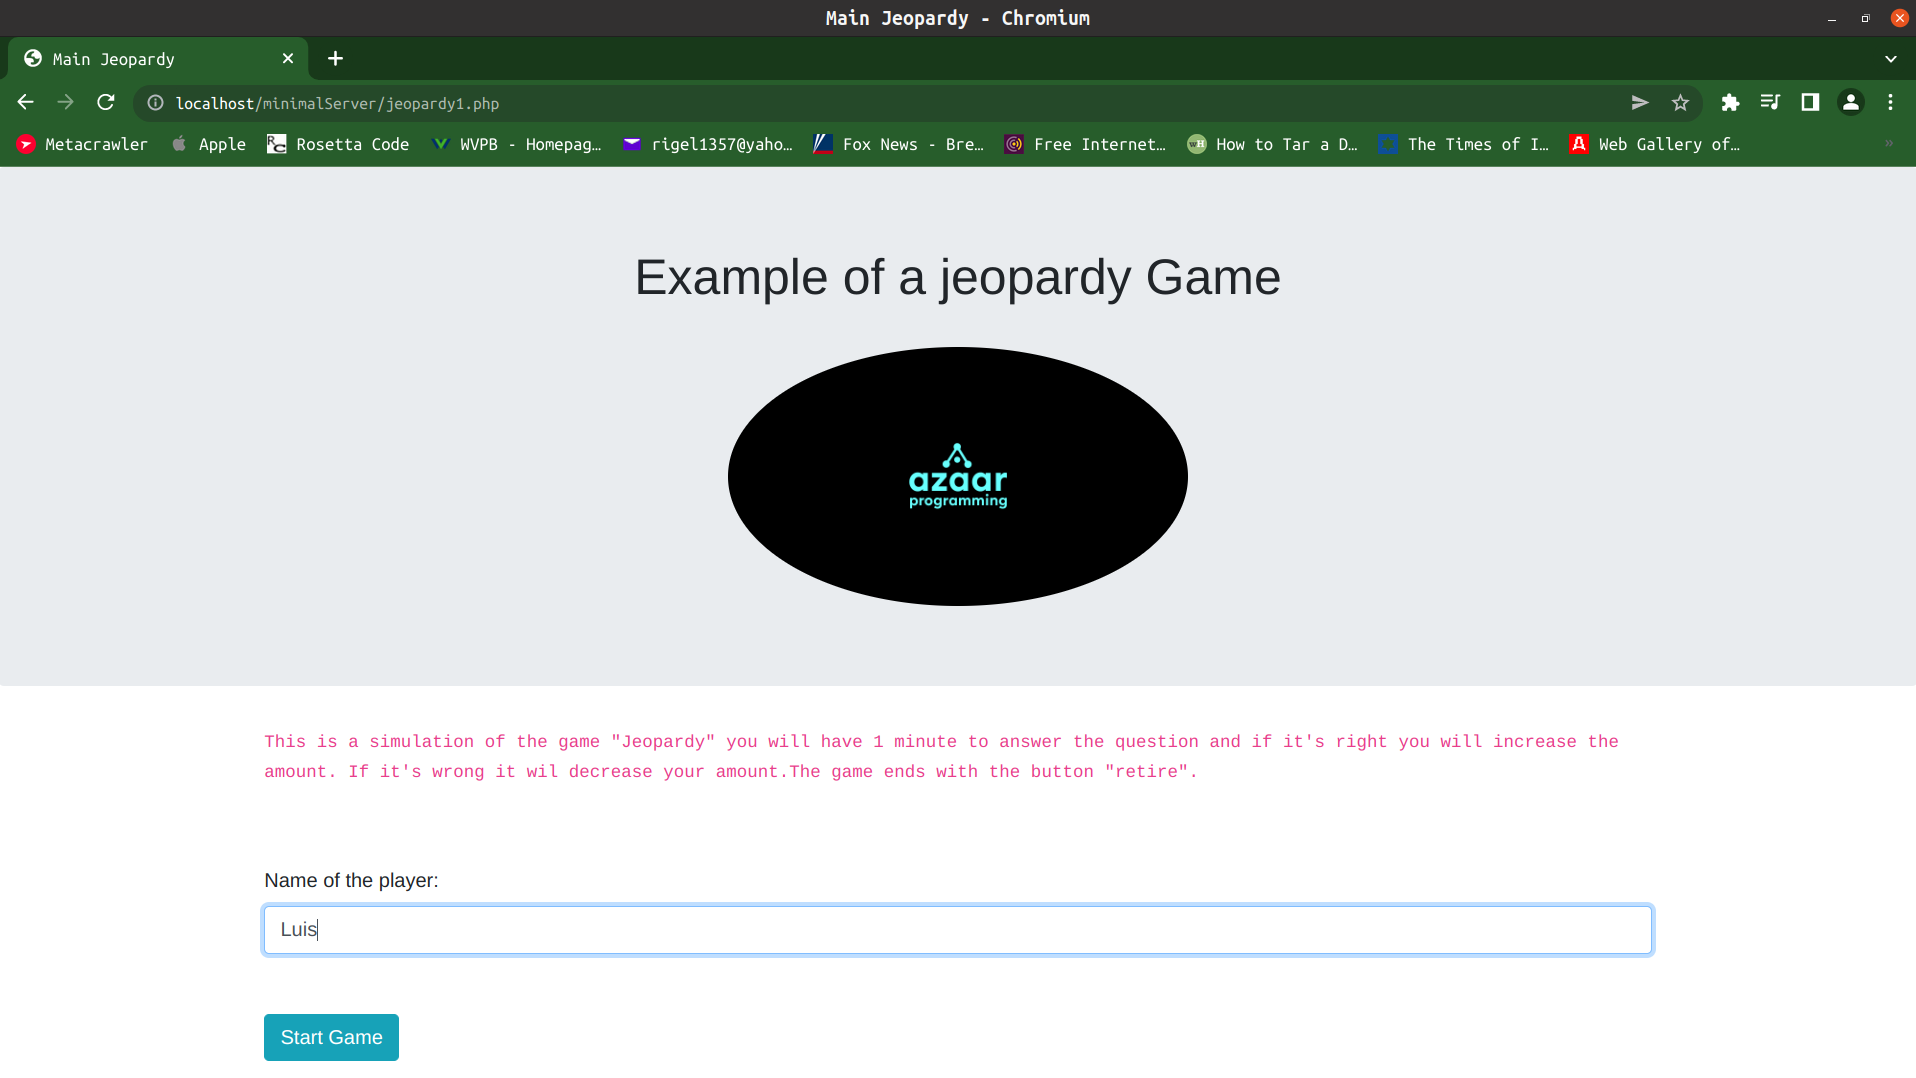 Main Jeopardy - Chromium
Main Jeopardy
localhost/minimalServer/jeopardy1.php
Metacrawler Apple RC Rosetta Code WVPB - Homepag… rigel1357@yaho… Fox News - Bre… Free Internet… wH How to Tar a D… The Times of I… Web Gallery of…
Example of a jeopardy Game
azaar
programming
This is a simulation of the game "Jeopardy" you will have 1 minute to answer the question and if it's right you will increase the
amount. If it's wrong it wil decrease your amount.The game ends with the button "retire".
Name of the player:
Luis
Start Game